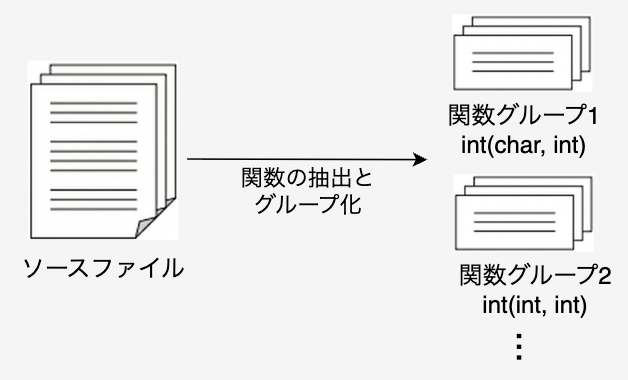 ソースファイル
関数の抽出と
グループ化
関数グループ1
int(char, int)
関数グループ2
int(int, int)
⋮